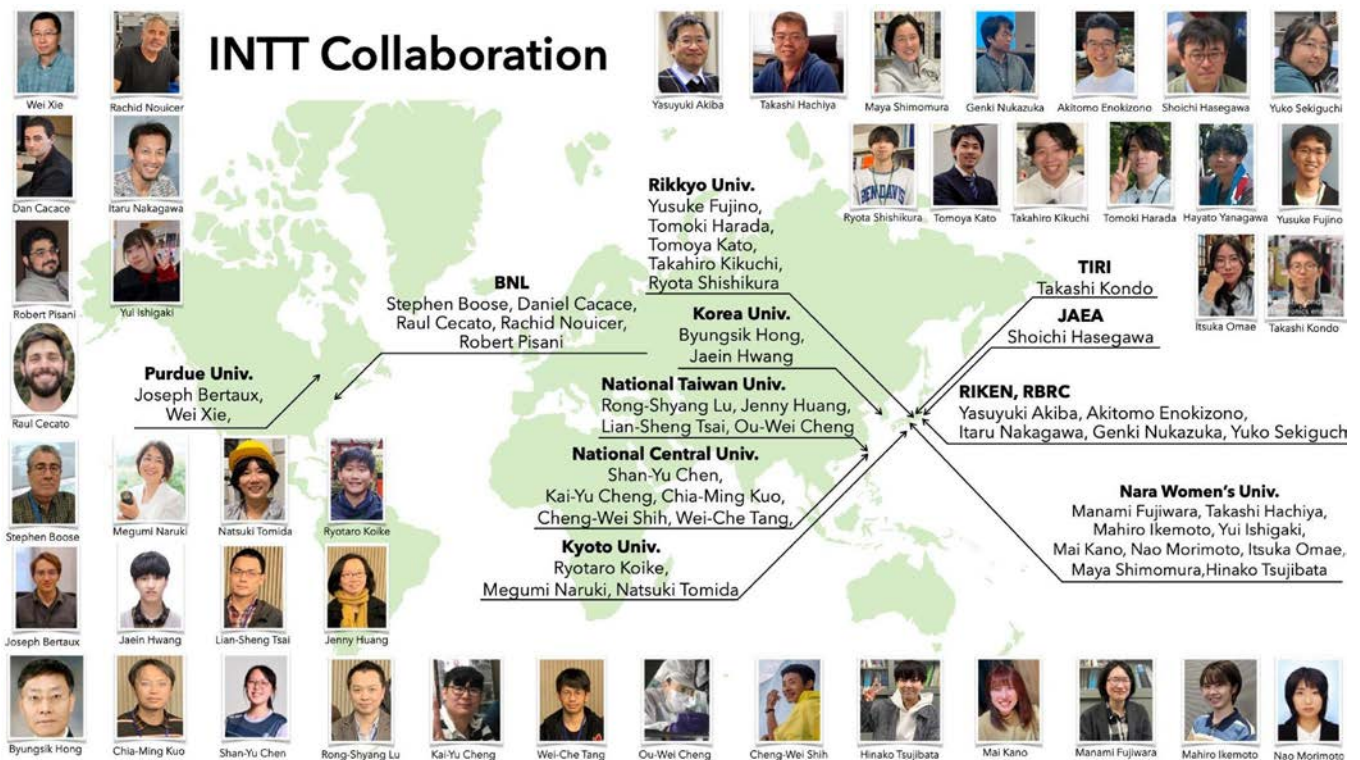 INTT Collaboration
Wei Xie
Rachid Nouicer
Yasuyuki Akiba
Takashi Hachiya
Maya Shimomura
Genki Nukazuka
Akitomo Enokizono
Shoichi Hasegawa
Yuko Sekiguchi
Dan Cacace
Itaru Nakagawa
Ryota Shishikura
Tomoya Kato
Takahiro Kikuchi
Tomoki Harada
Hayato Yanagawa
Yusuke Fujino
Robert Pisani
Yui Ishigaki
Itsuka Omae
Takashi Kondo
Raul Cecato
Rikkyo Univ.
Yusuke Fujino,
Tomoki Harada,
Tomoya Kato,
Takahiro Kikuchi,
Ryota Shishikura
BNL
Stephen Boose, Daniel Cacace,
Raul Cecato, Rachid Nouicer,
Robert Pisani
Korea Univ.
Byungsik Hong,
Jaein Hwang
TIRI
Takashi Kondo
JAEA
Shoichi Hasegawa
Purdue Univ.
Joseph Bertaux,
Wei Xie,
National Taiwan Univ.
Rong-Shyang Lu, Jenny Huang,
Lian-Sheng Tsai, Ou-Wei Cheng
RIKEN, RBRC
Yasuyuki Akiba, Akitomo Enokizono,
Itaru Nakagawa, Genki Nukazuka, Yuko Sekiguch
National Central Univ.
Shan-Yu Chen,
Kai-Yu Cheng, Chia-Ming Kuo,
Cheng-Wei Shih, Wei-Che Tang,
Nara Women's Univ.
Manami Fujiwara, Takashi Hachiya,
Mahiro Ikemoto, Yui Ishigaki,
Mai Kano, Nao Morimoto, Itsuka Omae,
Maya Shimomura,Hinako Tsujibata
Kyoto Univ.
Ryotaro Koike,
Megumi Naruki, Natsuki Tomida
Stephen Boose
Megumi Naruki
Natsuki Tomida
Ryotaro Koike
Joseph Bertaux
Jaein Hwang
Lian-Sheng Tsai
Jenny Huang
Byungsik Hong
Chia-Ming Kuo
Shan-Yu Chen
Rong-Shyang Lu
Kai-Yu Cheng
Wei-Che Tang
Ou-Wei Cheng
Cheng-Wei Shih
Hinako Tsujibata
Mai Kano
Manami Fujiwara
Mahiro Ikemoto
Nao Morimoto